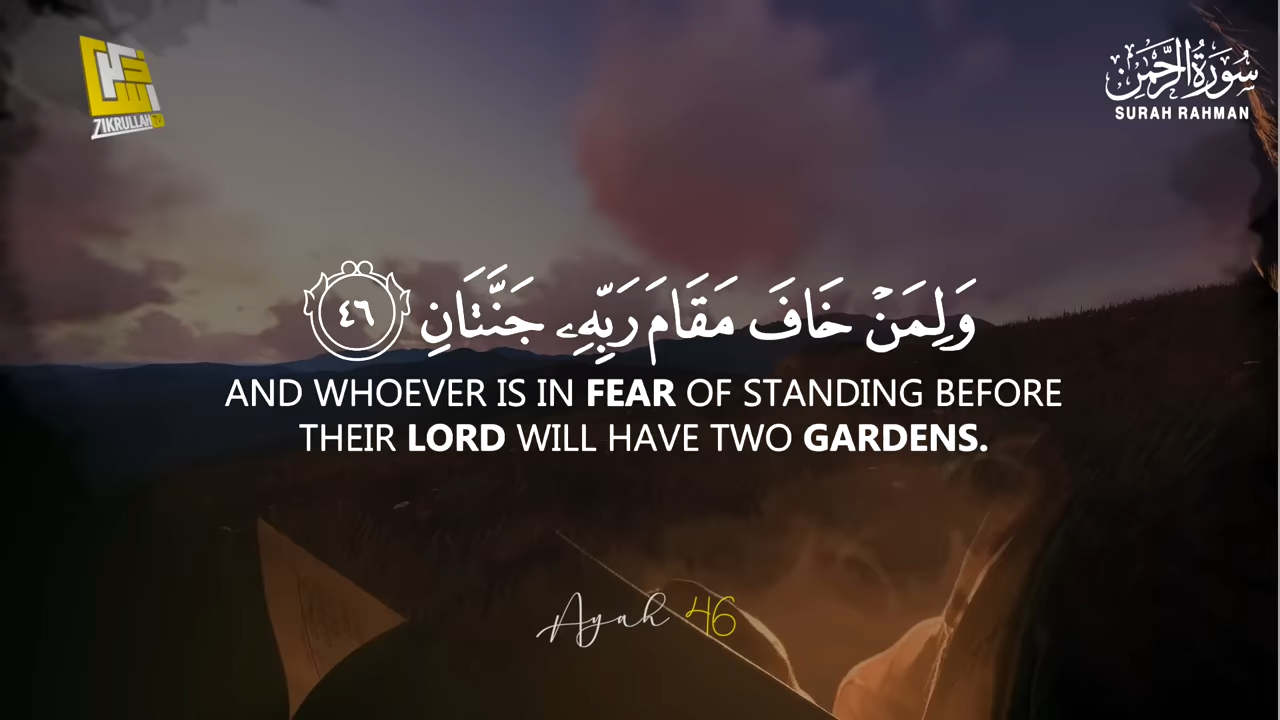 ZIKRULLAH TV
سُورَةُ الرَّحْمَٰن
SURAH RAHMAN
وَلِمَنْ خَافَ مَقَامَ رَبِّهِۦ جَنَّتَانِ ٤٦
AND WHOEVER IS IN FEAR OF STANDING BEFORE
THEIR LORD WILL HAVE TWO GARDENS.
Ayah 46